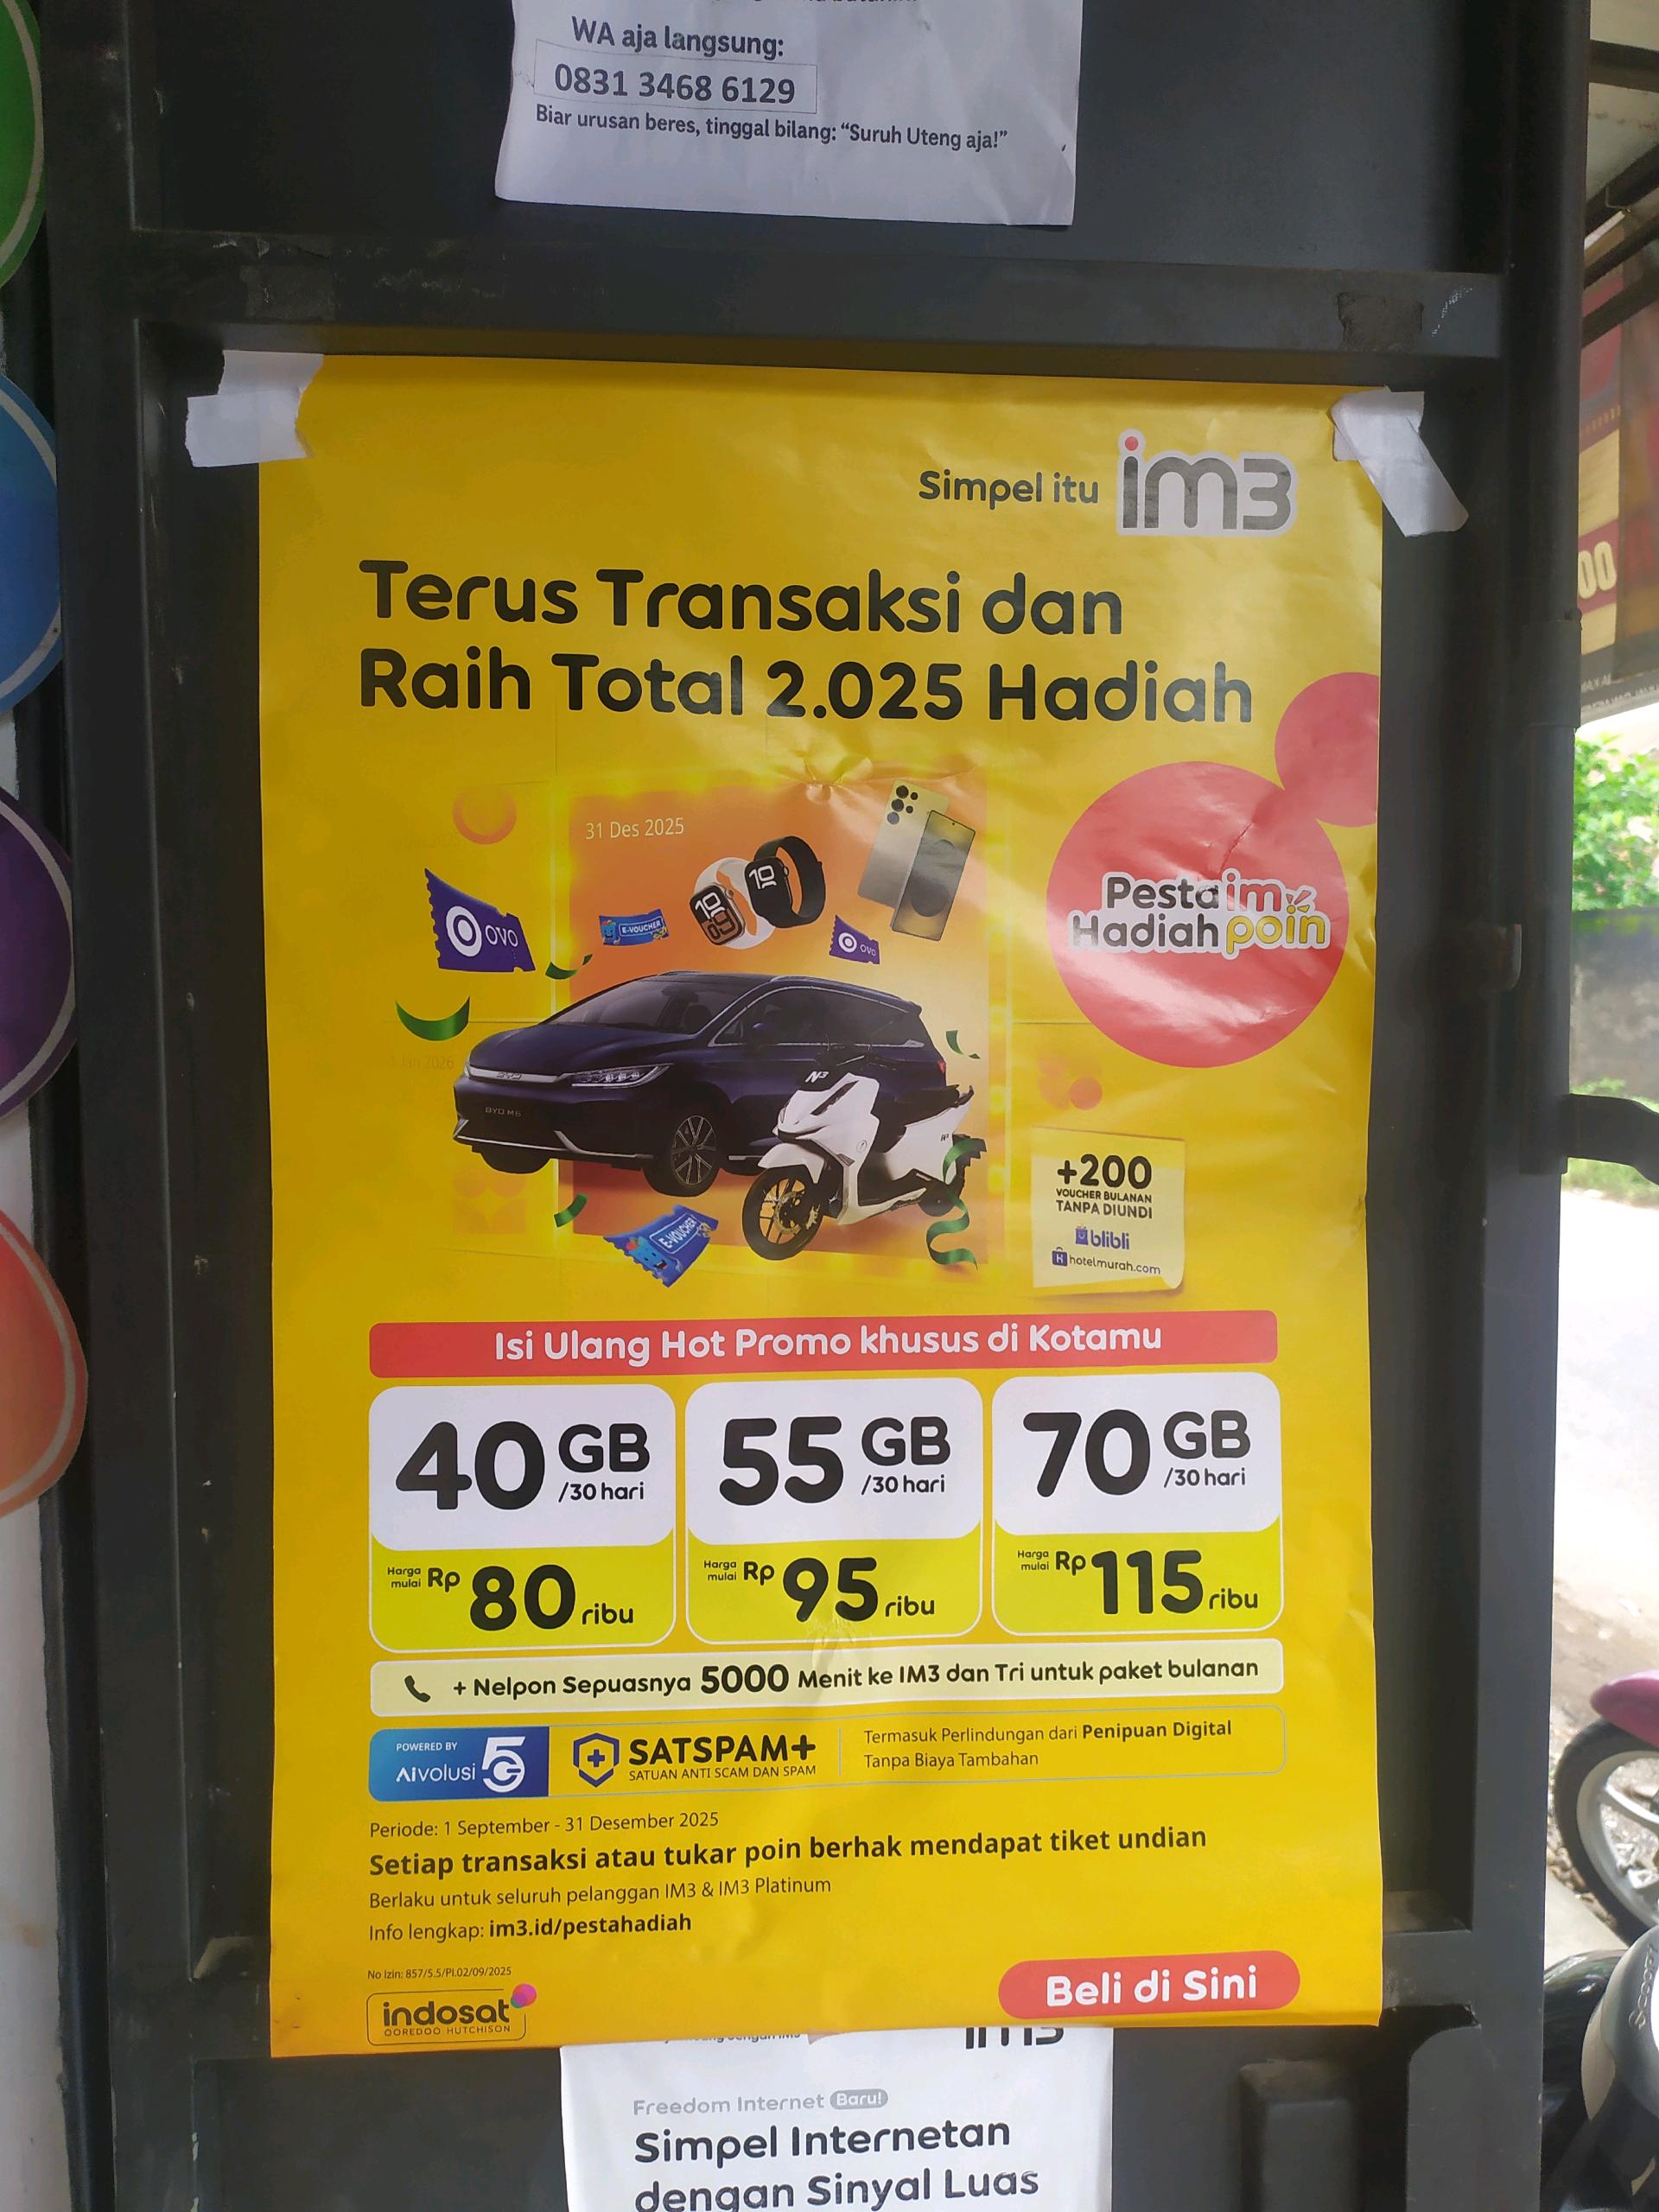 WA aja langsung:
0831 3468 6129
Biar urusan beres, tinggal bilang: “Suruh Uteng aja!”
Simpel itu im3
Terus Transaksi dan
Raih Total 2.025 Hadiah
31 Des 2025
OVO
E-VOUCHER
OVO
Pesta im3
Hadiah poin
Jan 2026
BYD
BYD M6
N3
+200
VOUCHER BULANAN
TANPA DIUNDI
blibli
hotelmurah.com
E-VOUCHER
Isi Ulang Hot Promo khusus di Kotamu
40 GB /30 hari
55 GB /30 hari
70 GB /30 hari
Harga mulai Rp 80 ribu
Harga mulai Rp 95 ribu
Harga mulai Rp 115 ribu
+ Nelpon Sepuasnya 5000 Menit ke IM3 dan Tri untuk paket bulanan
POWERED BY
AIvolusi 5G
SATSPAM+
SATUAN ANTI SCAM DAN SPAM
Termasuk Perlindungan dari Penipuan Digital
Tanpa Biaya Tambahan
Periode: 1 September - 31 Desember 2025
Setiap transaksi atau tukar poin berhak mendapat tiket undian
Berlaku untuk seluruh pelanggan IM3 & IM3 Platinum
Info lengkap: im3.id/pestahadiah
No Izin: 857/5.5/PI.02/09/2025
indosat
OOREDOO HUTCHISON
Beli di Sini
im3
Freedom Internet Baru!
Simpel Internetan
dengan Sinyal Luas